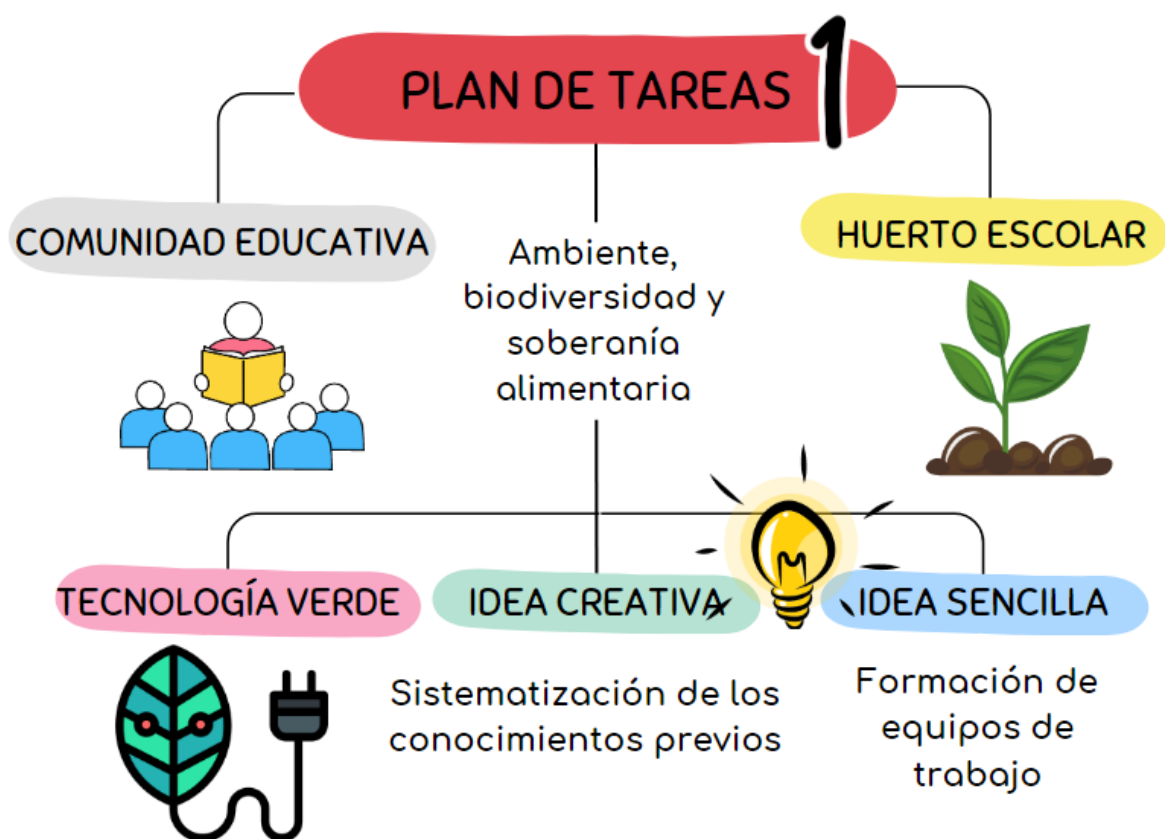 PLAN DE TAREAS 1
COMUNIDAD EDUCATIVA
HUERTO ESCOLAR
Ambiente,
biodiversidad y
soberanía
alimentaria
TECNOLOGÍA VERDE
IDEA CREATIVA
IDEA SENCILLA
Sistematización de los
conocimientos previos
Formación de
equipos de
trabajo